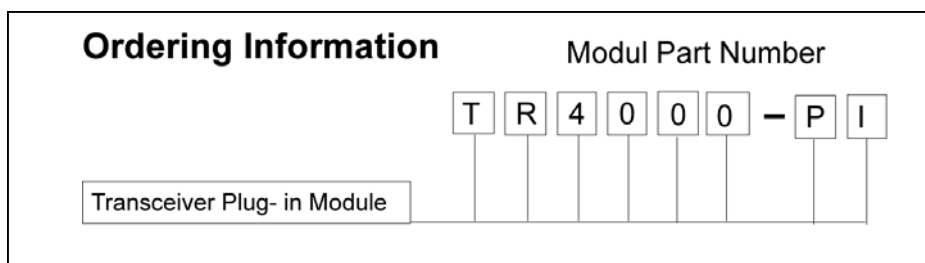 Ordering Information
Modul Part Number
T R 4 0 0 0 – P I
Transceiver Plug- in Module